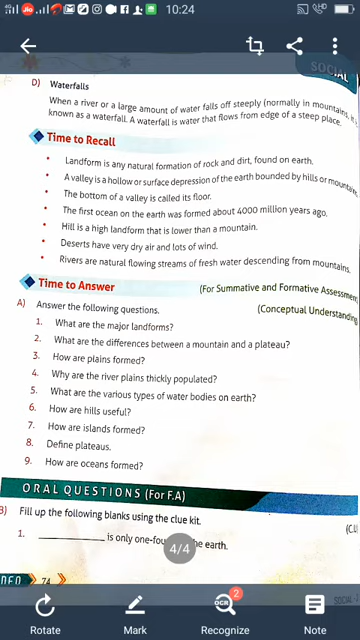 10:24
SOCIAL
D) Waterfalls
When a river or a large amount of water falls off steeply (normally in mountains, it is
known as a waterfall. A waterfall is water that flows from edge of a steep place.
Time to Recall
• Landform is any natural formation of rock and dirt, found on earth.
• A valley is a hollow or surface depression of the earth bounded by hills or mountains
• The bottom of a valley is called its floor.
• The first ocean on the earth was formed about 4000 million years ago.
• Hill is a high landform that is lower than a mountain.
• Deserts have very dry air and lots of wind.
• Rivers are natural flowing streams of fresh water descending from mountains.
Time to Answer
(For Summative and Formative Assessment
A) Answer the following questions.
(Conceptual Understanding
1. What are the major landforms?
2. What are the differences between a mountain and a plateau?
3. How are plains formed?
4. Why are the river plains thickly populated?
5. What are the various types of water bodies on earth?
6. How are hills useful?
7. How are islands formed?
8. Define plateaus.
9. How are oceans formed?
ORAL QUESTIONS (For F.A)
B) Fill up the following blanks using the clue kit.
1. __________ is only one-fou he earth.
4/4
74
SOCIAL
OCR
2
Rotate
Mark
Recognize
Note